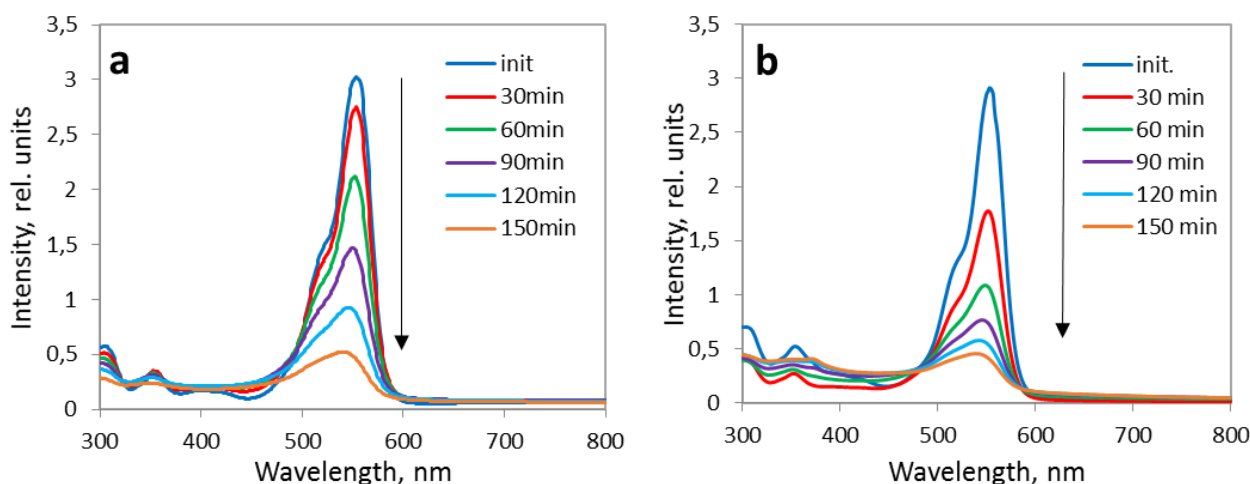 a
Intensity, rel. units
3,5
3
2,5
2
1,5
1
0,5
0
300 400 500 600 700 800
Wavelength, nm
init
30min
60min
90min
120min
150min
b
Intensity, rel. units
3,5
3
2,5
2
1,5
1
0,5
0
300 400 500 600 700 800
Wavelength, nm
init.
30 min
60 min
90 min
120 min
150 min